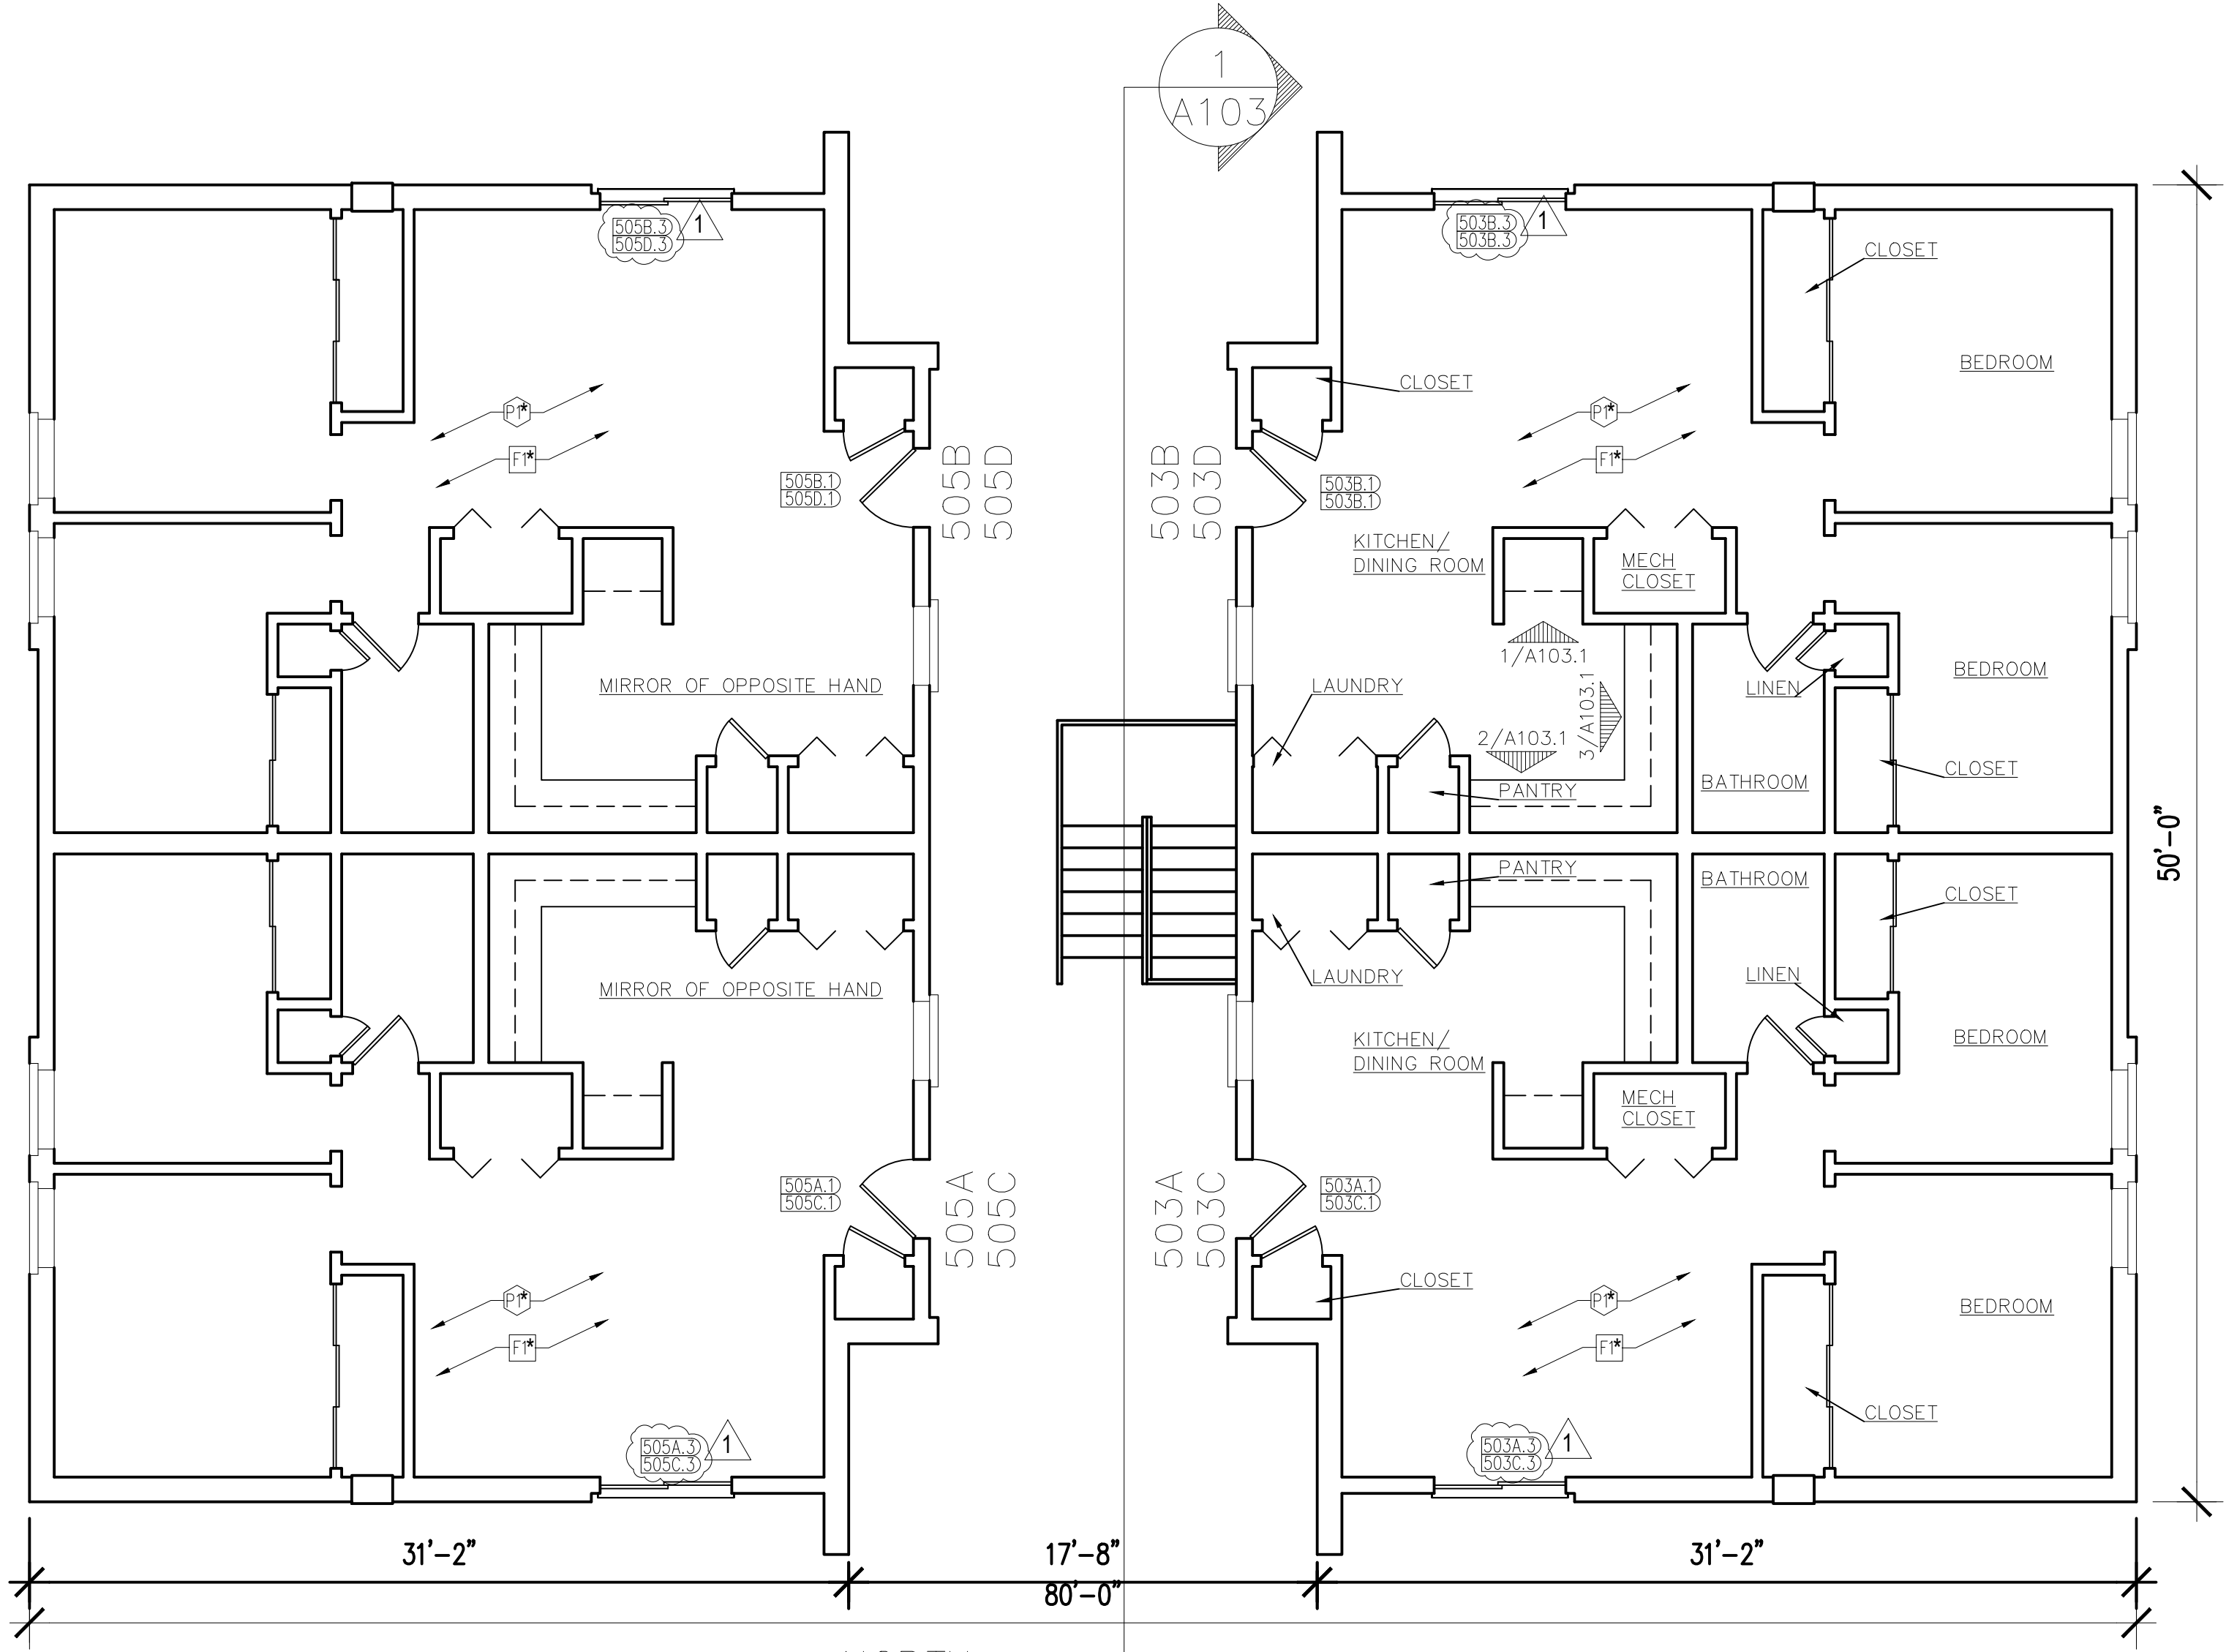 1
A103
505B.3
505D.3
1
503B.3
503B.3
1
CLOSET
BEDROOM
CLOSET
P1*
F1*
P1*
F1*
505B.1
505D.1
505B
505D
503B
503D
503B.1
503B.1
KITCHEN/
DINING ROOM
MECH
CLOSET
1/A103.1
MIRROR OF OPPOSITE HAND
LAUNDRY
LINEN
BEDROOM
3/A103.1
2/A103.1
PANTRY
BATHROOM
CLOSET
50'-0"
PANTRY
BATHROOM
CLOSET
MIRROR OF OPPOSITE HAND
LAUNDRY
LINEN
KITCHEN/
DINING ROOM
BEDROOM
MECH
CLOSET
505A.1
505C.1
505A
505C
503A
503C
503A.1
503C.1
P1*
F1*
CLOSET
P1*
F1*
BEDROOM
CLOSET
505A.3
505C.3
1
503A.3
503C.3
1
31'-2"
17'-8"
31'-2"
80'-0"